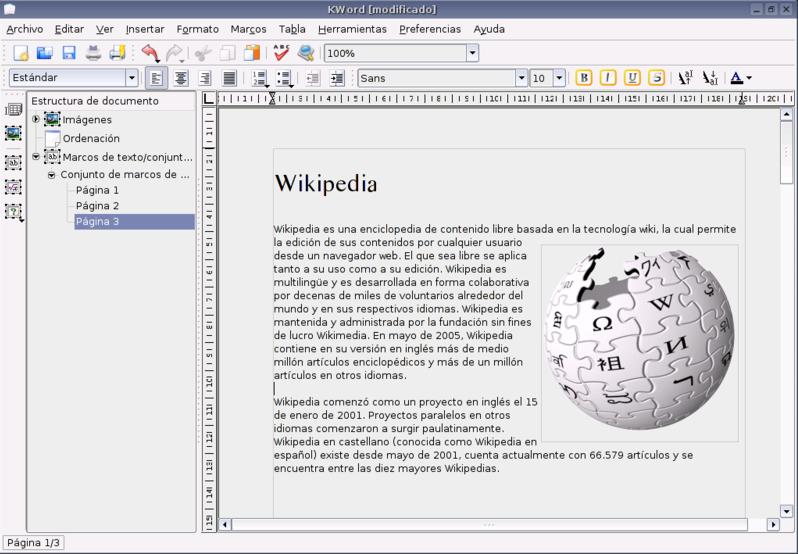 KWord [modificado]
Archivo Editar Ver Insertar Formato Marcos Tabla Herramientas Preferencias Ayuda
100%
Estándar Sans 10 B I U S
Estructura de documento
Imágenes
Ordenación
Marcos de texto/conjunt...
Conjunto de marcos de ...
Página 1
Página 2
Página 3
Wikipedia
Wikipedia es una enciclopedia de contenido libre basada en la tecnología wiki, la cual permite
la edición de sus contenidos por cualquier usuario
desde un navegador web. El que sea libre se aplica
tanto a su uso como a su edición. Wikipedia es
multilingüe y es desarrollada en forma colaborativa
por decenas de miles de voluntarios alrededor del
mundo y en sus respectivos idiomas. Wikipedia es
mantenida y administrada por la fundación sin fines
de lucro Wikimedia. En mayo de 2005, Wikipedia
contiene en su versión en inglés más de medio
millón artículos enciclopédicos y más de un millón
artículos en otros idiomas.
Wikipedia comenzó como un proyecto en inglés el 15
de enero de 2001. Proyectos paralelos en otros
idiomas comenzaron a surgir paulatinamente.
Wikipedia en castellano (conocida como Wikipedia en
español) existe desde mayo de 2001, cuenta actualmente con 66.579 artículos y se
encuentra entre las diez mayores Wikipedias.
Ω W
祖 И
Página 1/3